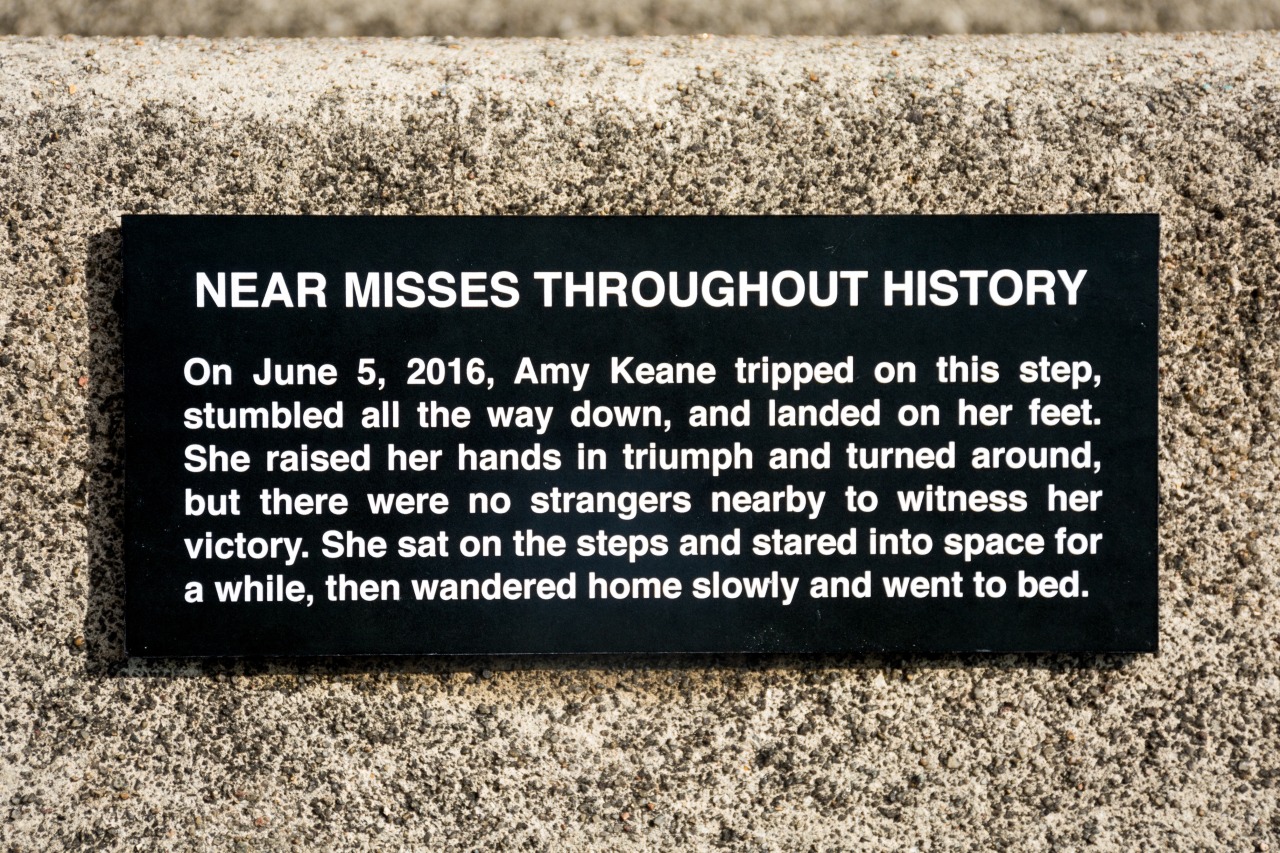 NEAR MISSES THROUGHOUT HISTORY
On June 5, 2016, Amy Keane tripped on this step,
stumbled all the way down, and landed on her feet.
She raised her hands in triumph and turned around,
but there were no strangers nearby to witness her
victory. She sat on the steps and stared into space for
a while, then wandered home slowly and went to bed.